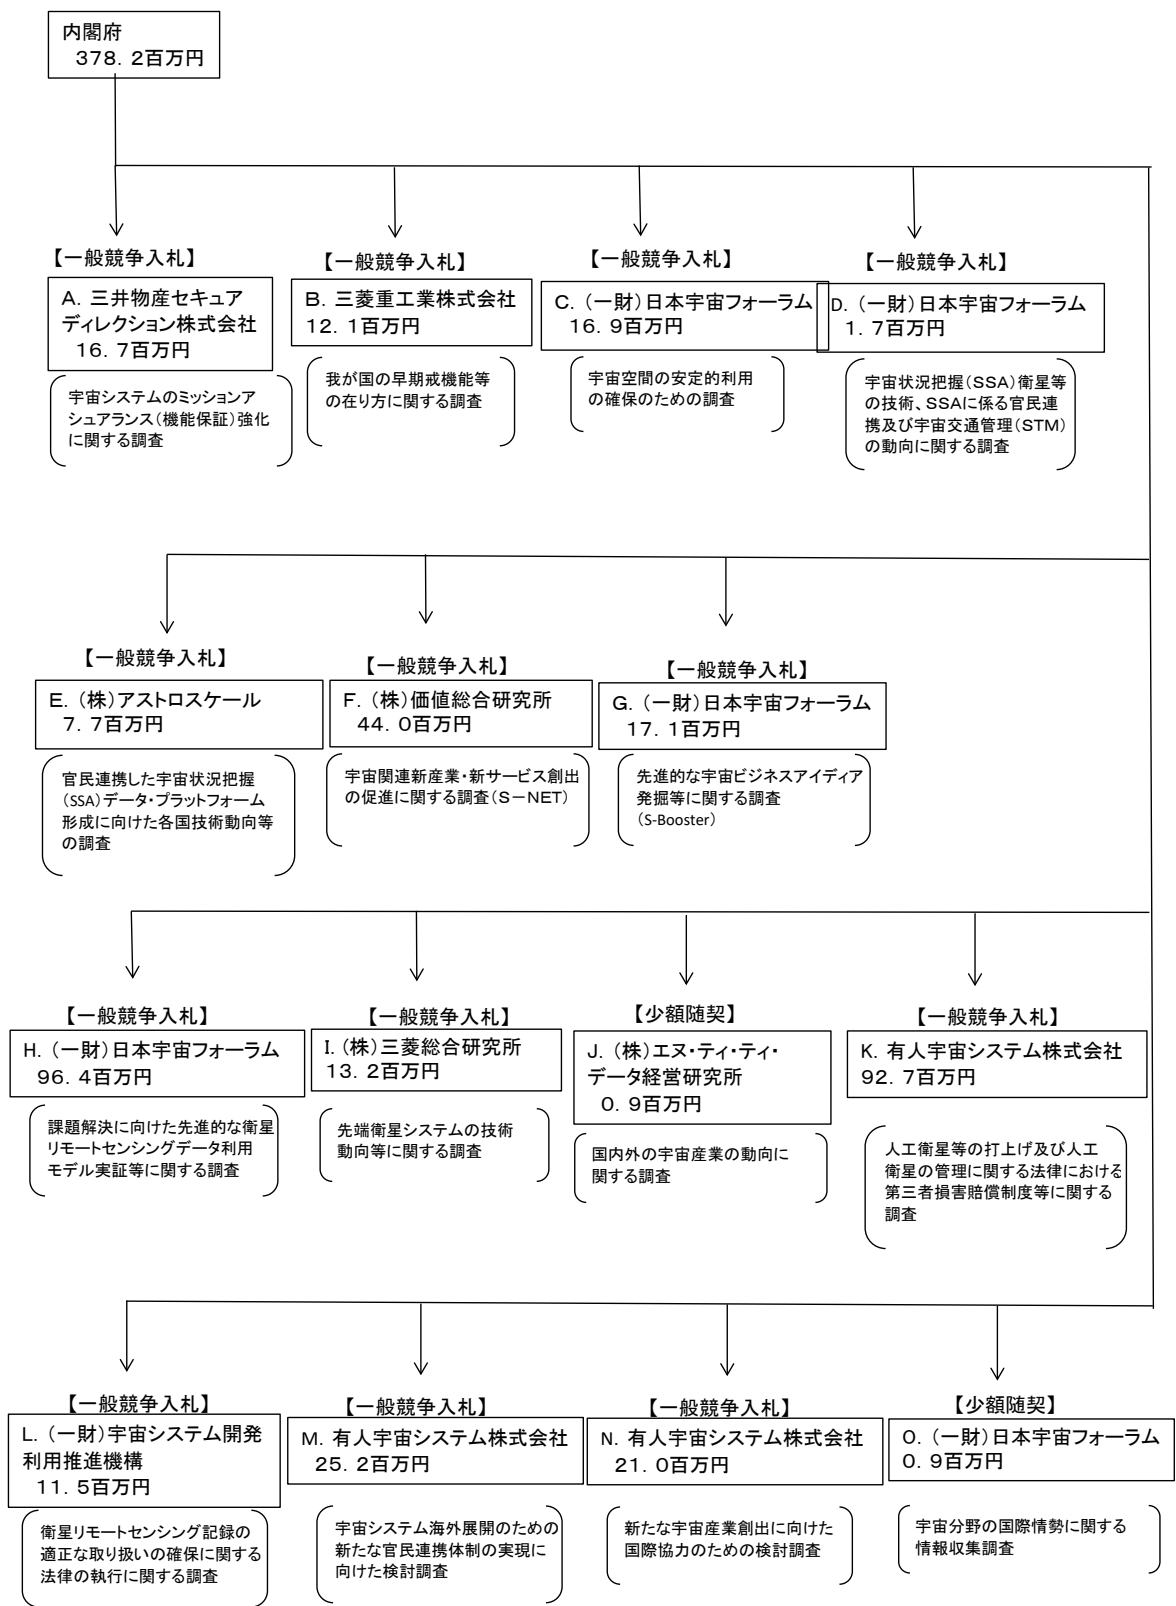 内閣府
378．2百万円
【一般競争入札】
A．三井物産セキュア
ディレクション株式会社
16．7百万円
宇宙システムのミッションア
シュアランス（機能保証）強化
に関する調査
【一般競争入札】
B．三菱重工業株式会社
12．1百万円
我が国の早期戒機能等
の在り方に関する調査
【一般競争入札】
C．（一財）日本宇宙フォーラム
16．9百万円
宇宙空間の安定的利用
の確保のための調査
【一般競争入札】
D．（一財）日本宇宙フォーラム
1．7百万円
宇宙状況把握（SSA）衛星等
の技術、SSAに係る官民連
携及び宇宙交通管理（STM）
の動向に関する調査
【一般競争入札】
E．（株）アストロスケール
7．7百万円
官民連携した宇宙状況把握
（SSA）データ・プラットフォーム
形成に向けた各国技術動向等
の調査
【一般競争入札】
F．（株）価値総合研究所
44．0百万円
宇宙関連新産業・新サービス創出
の促進に関する調査（S－NET）
【一般競争入札】
G．（一財）日本宇宙フォーラム
17．1百万円
先進的な宇宙ビジネスアイディア
発掘等に関する調査
（S-Booster）
【一般競争入札】
H．（一財）日本宇宙フォーラム
96．4百万円
課題解決に向けた先進的な衛星
リモートセンシングデータ利用
モデル実証等に関する調査
【一般競争入札】
I．（株）三菱総合研究所
13．2百万円
先端衛星システムの技術
動向等に関する調査
【少額随契】
J．（株）エヌ・ティ・ティ・
データ経営研究所
0．9百万円
国内外の宇宙産業の動向に
関する調査
【一般競争入札】
K．有人宇宙システム株式会社
92．7百万円
人工衛星等の打上げ及び人工
衛星の管理に関する法律における
第三者損害賠償制度等に関する
調査
【一般競争入札】
L．（一財）宇宙システム開発
利用推進機構
11．5百万円
衛星リモートセンシング記録の
適正な取り扱いの確保に関する
法律の執行に関する調査
【一般競争入札】
M．有人宇宙システム株式会社
25．2百万円
宇宙システム海外展開のための
新たな官民連携体制の実現に
向けた検討調査
【一般競争入札】
N．有人宇宙システム株式会社
21．0百万円
新たな宇宙産業創出に向けた
国際協力のための検討調査
【少額随契】
O．（一財）日本宇宙フォーラム
0．9百万円
宇宙分野の国際情勢に関する
情報収集調査